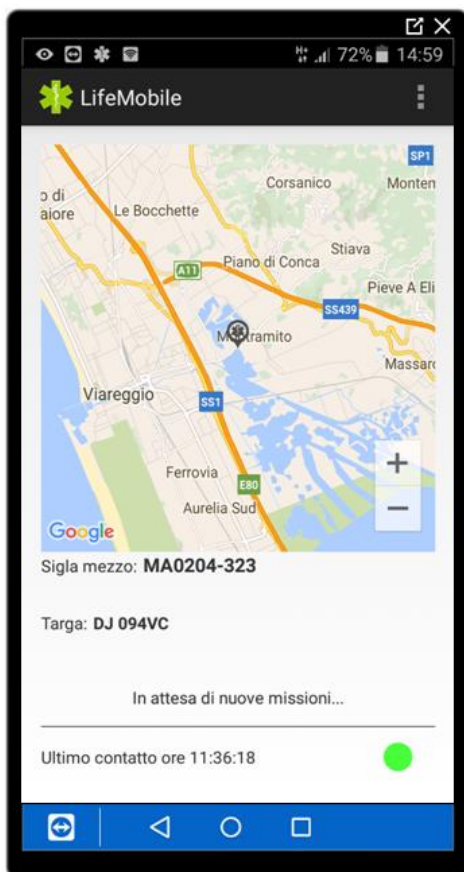 72% 14:59
LifeMobile
SP1
Corsanico
Monten
o di
aiore
Le Bocchette
Stiava
A11
Piano di Conca
Pieve A Eli
SS439
Massaro
Viareggio
SS1
+
Ferrovia
E80
−
Aurelia Sud
Google
Sigla mezzo: MA0204-323
Targa: DJ 094VC
In attesa di nuove missioni...
Ultimo contatto ore 11:36:18